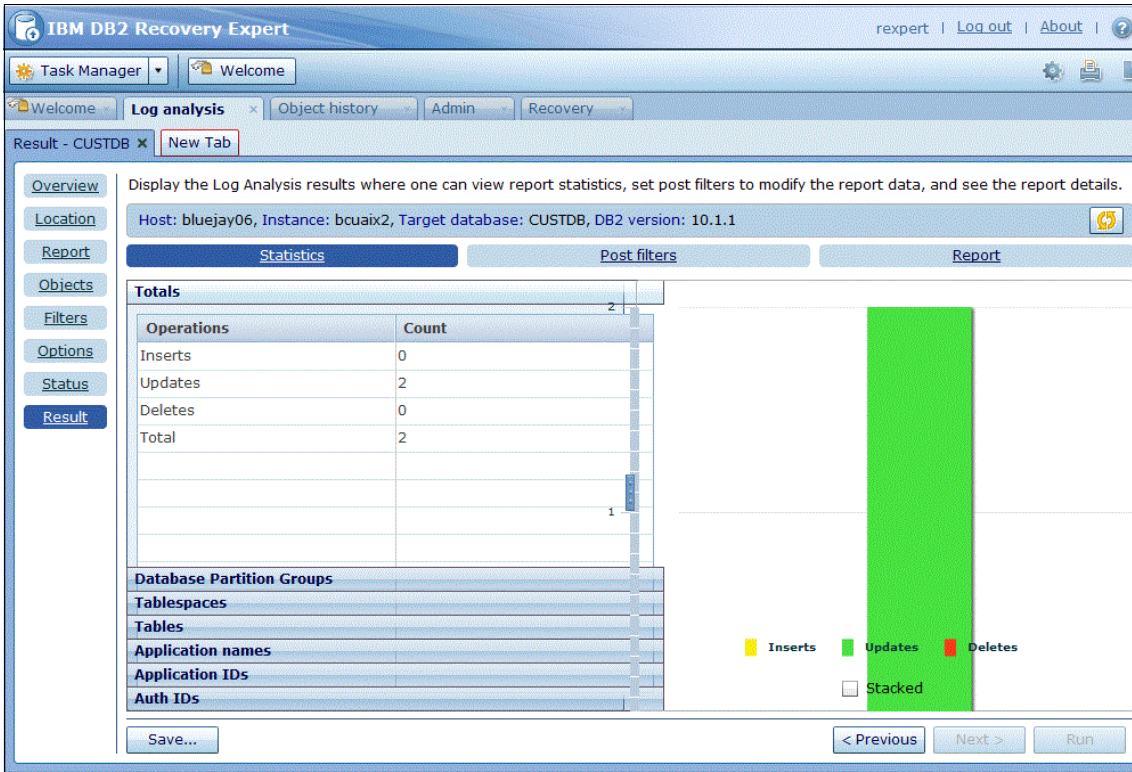 IBM DB2 Recovery Expert
rexpert | Log out | About | ?
Task Manager Welcome
Welcome Log analysis Object history Admin Recovery
Result - CUSTDB New Tab
Overview
Location
Report
Objects
Filters
Options
Status
Result
Display the Log Analysis results where one can view report statistics, set post filters to modify the report data, and see the report details.
Host: bluejay06, Instance: bcuaix2, Target database: CUSTDB, DB2 version: 10.1.1
Statistics Post filters Report
Totals
Operations Count
Inserts 0
Updates 2
Deletes 0
Total 2
Database Partition Groups
Tablespaces
Tables
Application names
Application IDs
Auth IDs
2
1
Inserts Updates Deletes
Stacked
Save... < Previous Next > Run